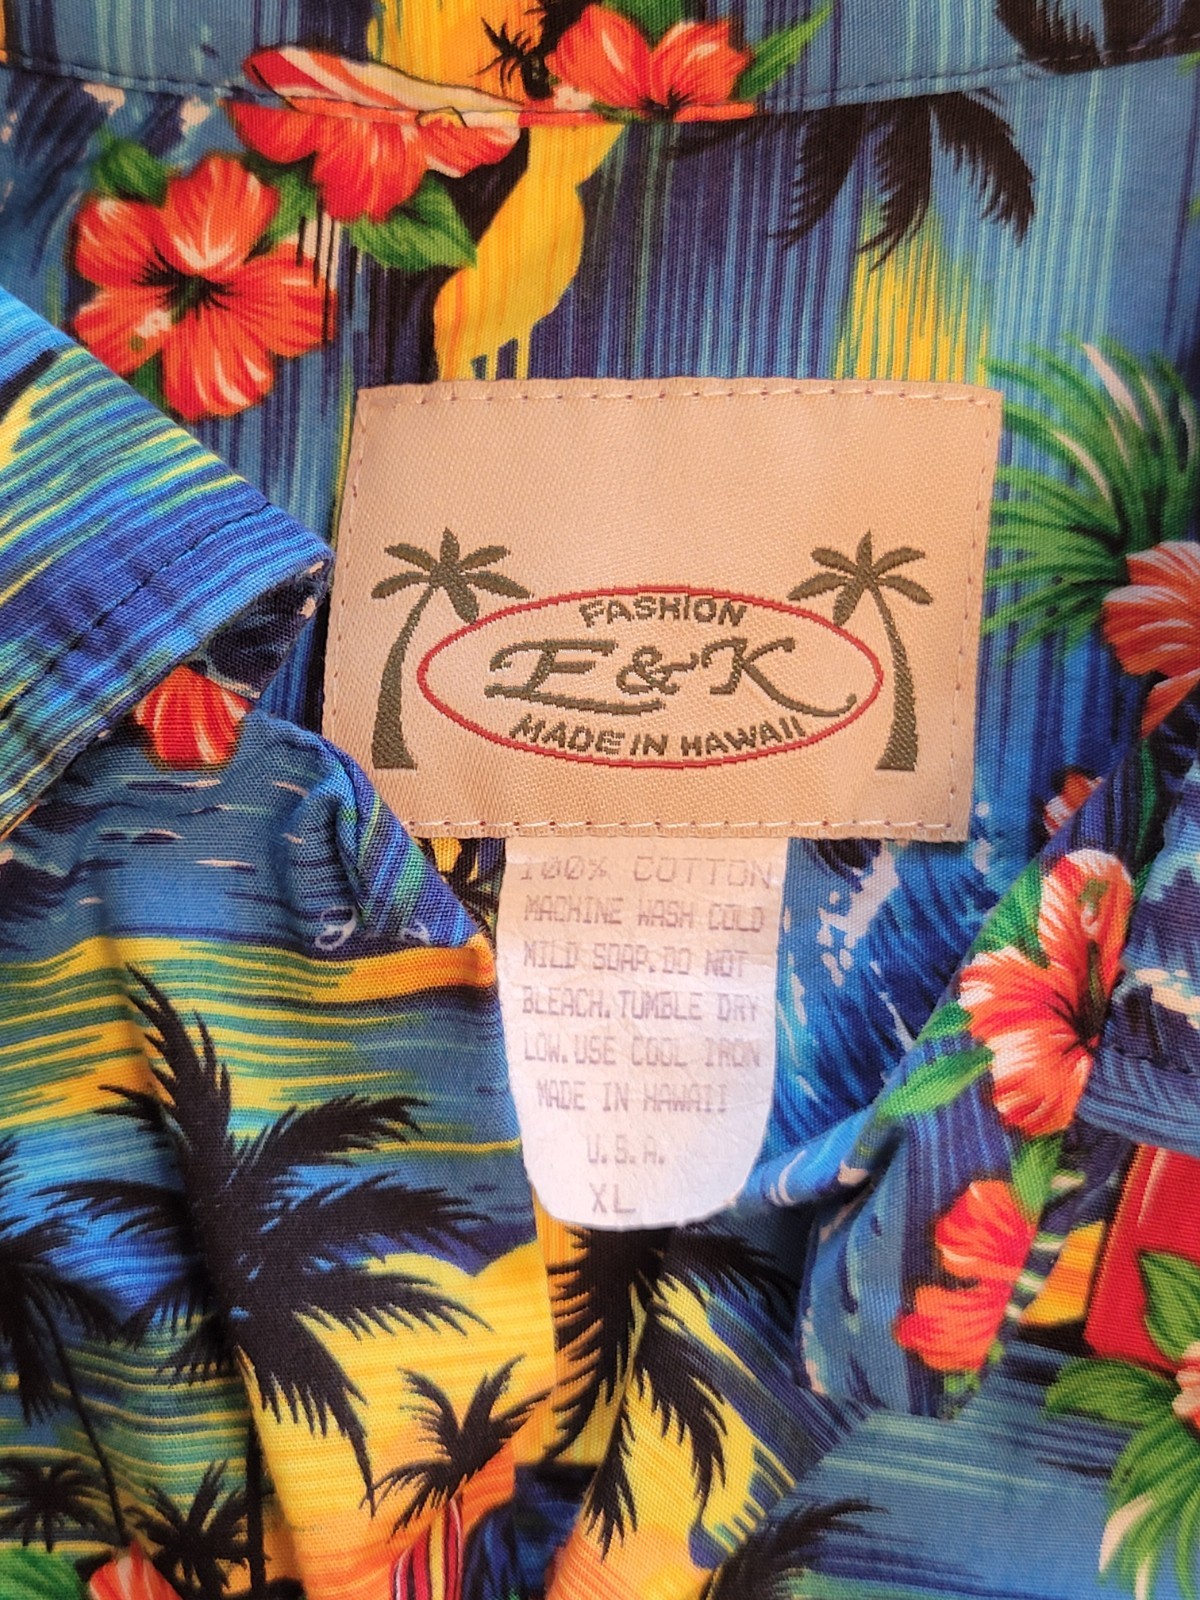 FASHION
E&K
MADE IN HAWAII
100% COTTON
MACHINE WASH COLD
MILD SOAP.DO NOT
BLEACH.TUMBLE DRY
LOW.USE COOL IRON
MADE IN HAWAII
U.S.A.
XL